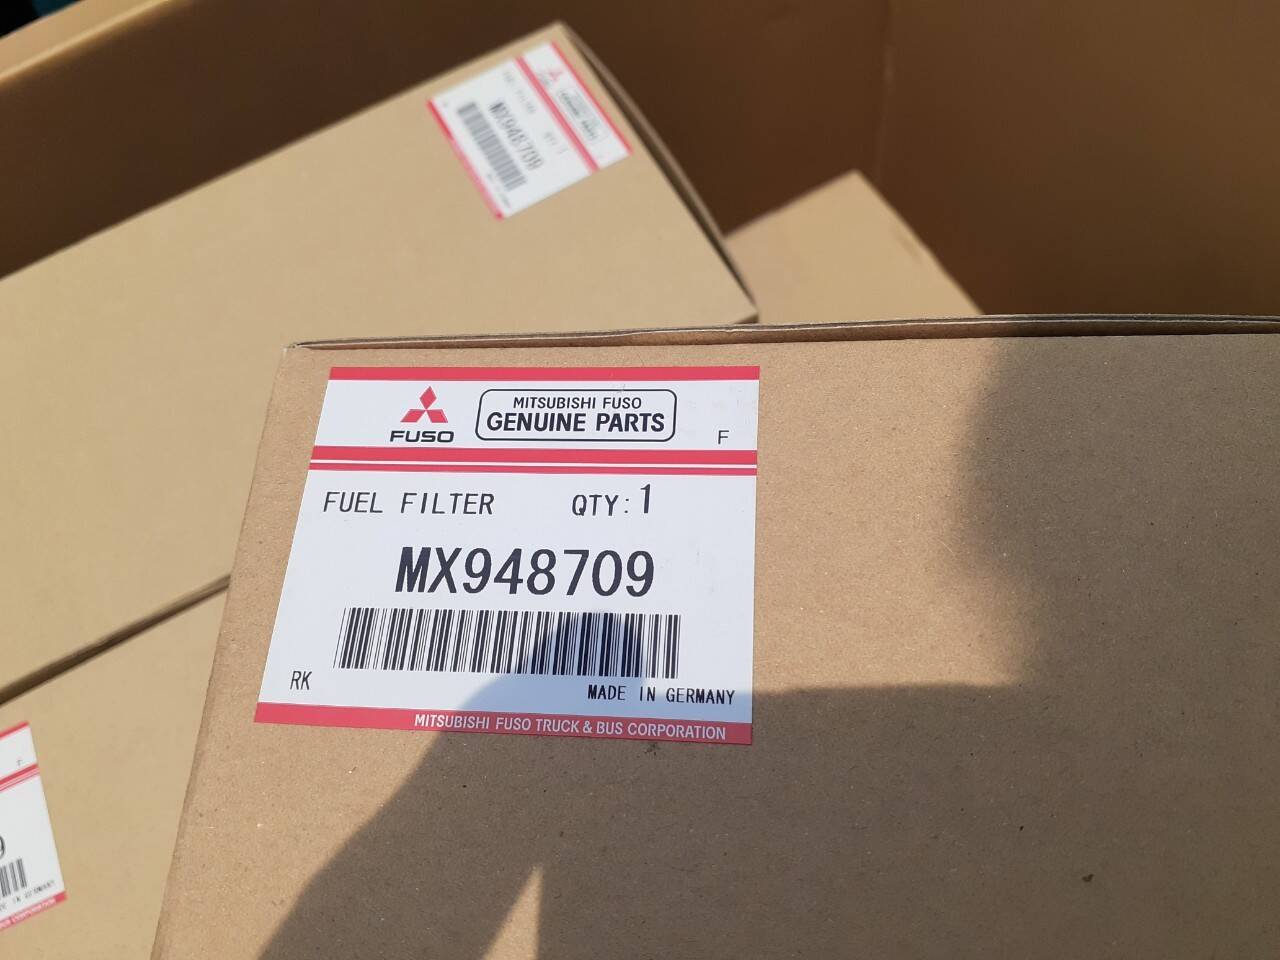 MX948709
FUSO
MITSUBISHI FUSO
GENUINE PARTS
F
FUEL FILTER QTY:1
MX948709
RK
MADE IN GERMANY
MITSUBISHI FUSO TRUCK & BUS CORPORATION
F
9